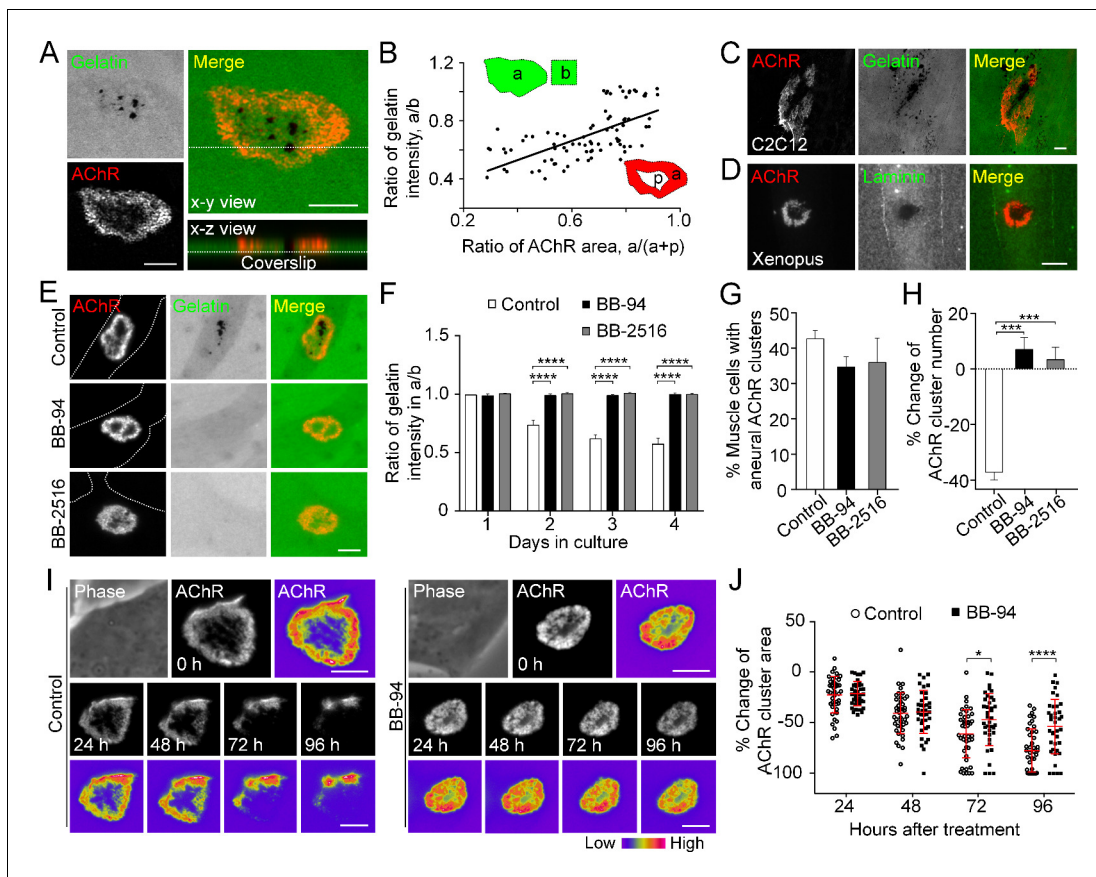 A
Gelatin
Merge
AChR
x-y view
x-z view
Coverslip
B
Ratio of gelatin
intensity, a/b
1.2
1.0
0.8
0.6
0.4
a
b
a
p
0.2
0.6
1.0
Ratio of AChR area, a/(a+p)
C
AChR
Gelatin
Merge
C2C12
D
AChR
Laminin
Merge
Xenopus
E
AChR
Gelatin
Merge
Control
BB-94
BB-2516
F
Control
BB-94
BB-2516
Ratio of gelatin
intensity in a/b
1.5
1.0
0.5
0
**** **** ****
**** **** ****
1 2 3 4
Days in culture
G
% Muscle cells with
aneural AChR clusters
50
40
30
20
10
0
Control
BB-94
BB-2516
H
% Change of
AChR cluster number
20
0
-20
-40
***
***
Control
BB-94
BB-2516
I
Control
Phase
AChR
AChR
0 h
24 h
48 h
72 h
96 h
BB-94
Phase
AChR
AChR
0 h
24 h
48 h
72 h
96 h
Low
High
J
Control
BB-94
% Change of
AChR cluster area
50
0
-50
100
*
****
24 48 72 96
Hours after treatment